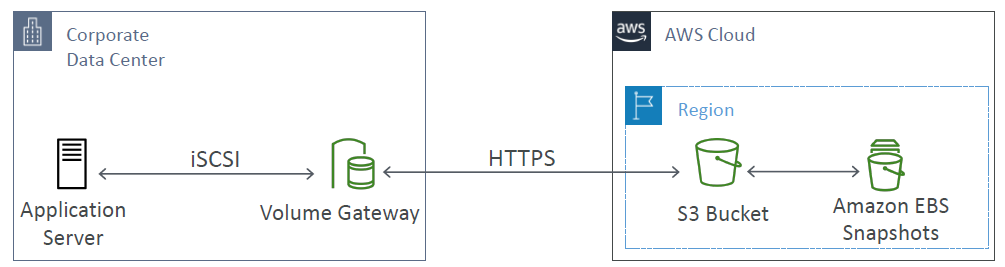 Corporate
Data Center
aws
AWS Cloud
Region
iSCSI
HTTPS
Application
Server
Volume Gateway
S3 Bucket
Amazon EBS
Snapshots